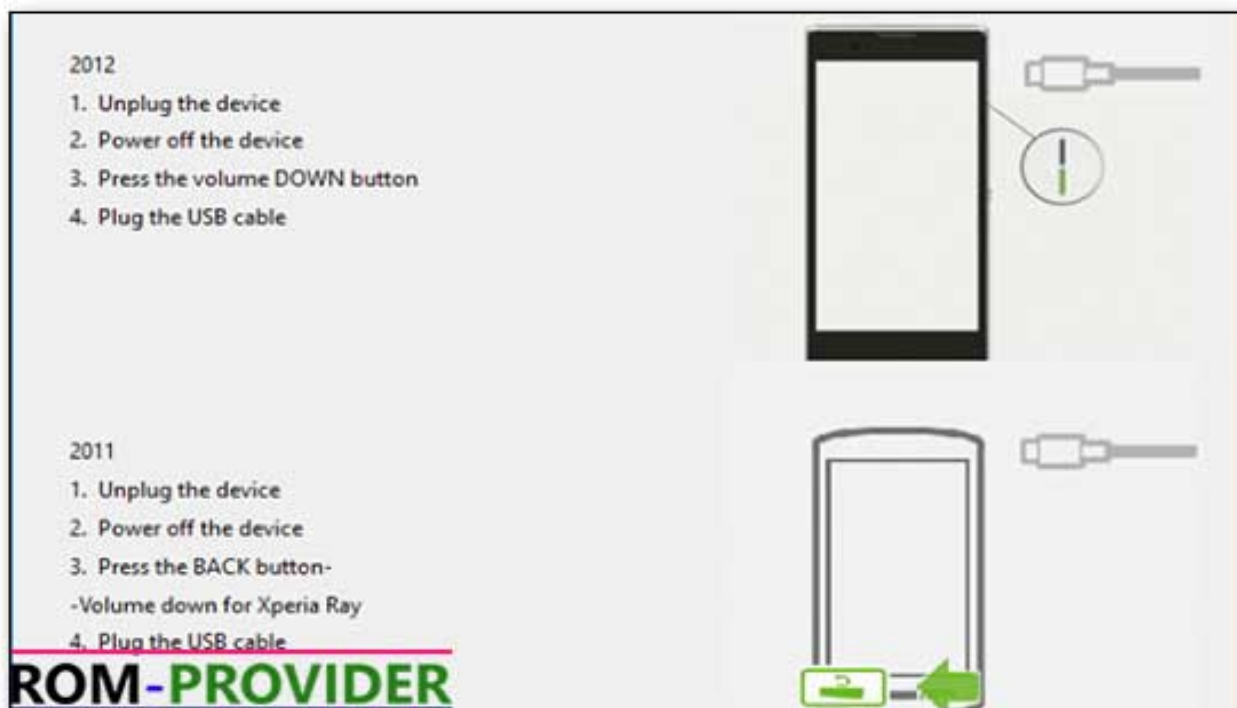 2012
1. Unplug the device
2. Power off the device
3. Press the volume DOWN button
4. Plug the USB cable
2011
1. Unplug the device
2. Power off the device
3. Press the BACK button-
-Volume down for Xperia Ray
4. Plug the USB cable
ROM-PROVIDER